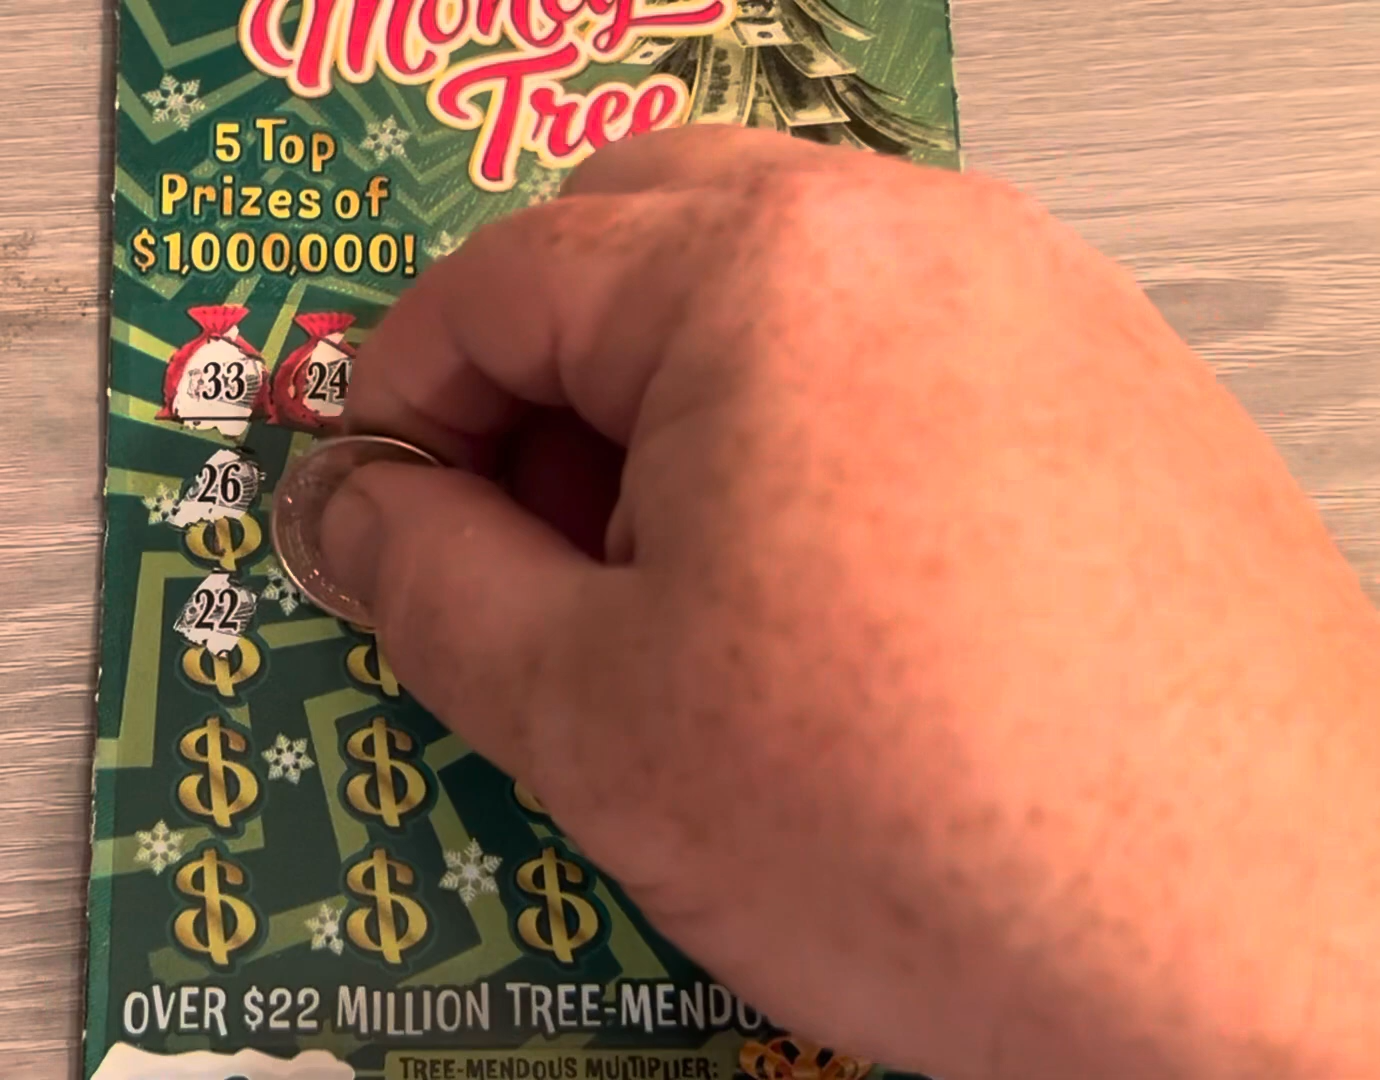 Money
Tree
5 Top
Prizes of
$1,000,000!
33 24
26
22
OVER $22 MILLION TREE-MENDO
TREE-MENDOUS MULTIPLIER: